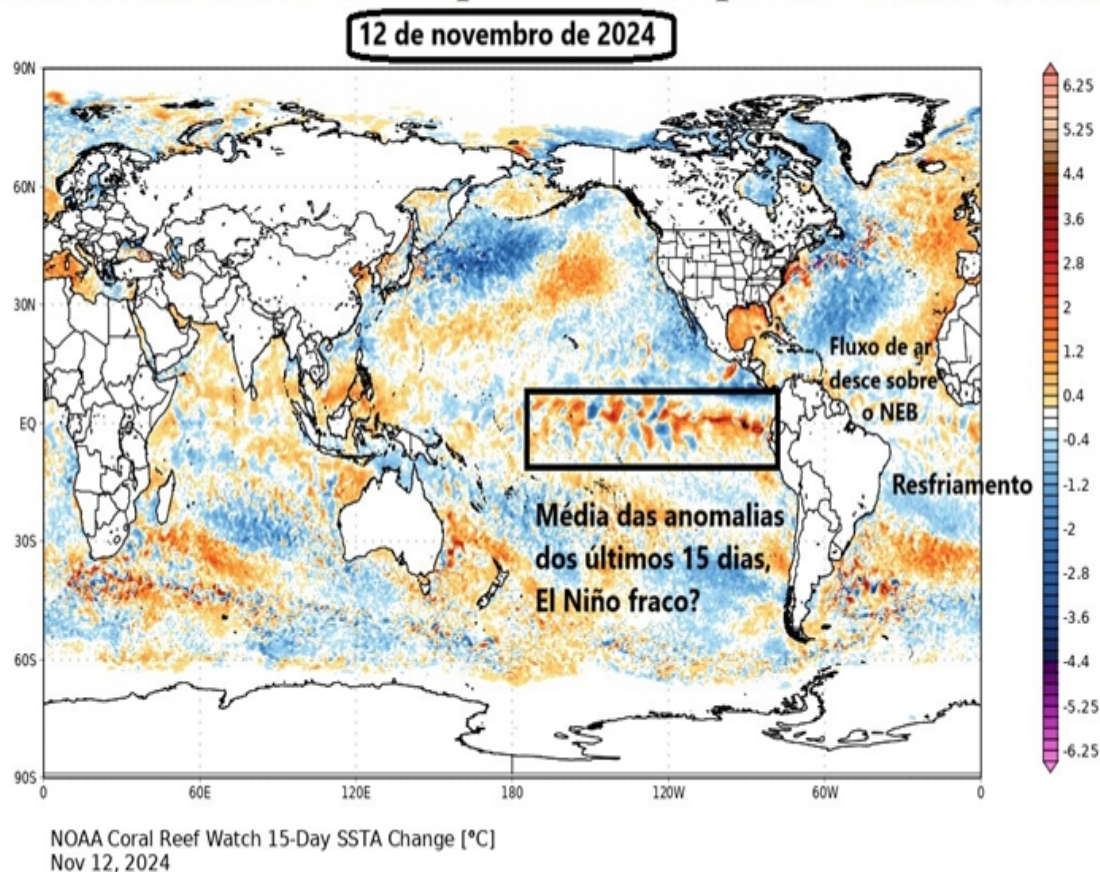 12 de novembro de 2024
90N
60N
30N
EQ
30S
60S
90S
0
60E
120E
180
120W
60W
0
6.25
5.25
4.4
3.6
2.8
2
1.2
0.4
-0.4
-1.2
-2
-2.8
-3.6
-4.4
-5.25
-6.25
Fluxo de ar
desce sobre
o NEB
Resfriamento
Média das anomalias
dos últimos 15 dias,
El Niño fraco?
NOAA Coral Reef Watch 15-Day SSTA Change [°C]
Nov 12, 2024